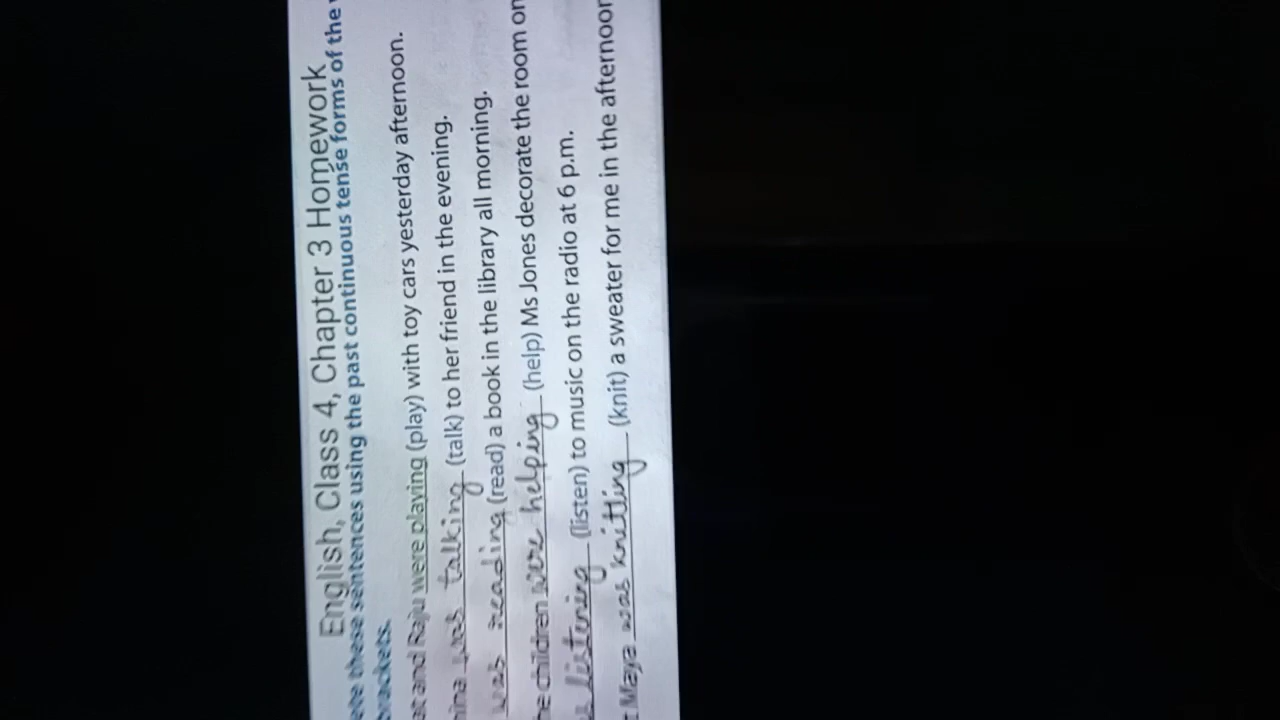 English, Class 4, Chapter 3 Homework
these sentences using the past continuous tense forms of the
brackets.
and Raju were playing (play) with toy cars yesterday afternoon.
was talking (talk) to her friend in the evening.
was reading (read) a book in the library all morning.
children were helping (help) Ms Jones decorate the room on
listening (listen) to music on the radio at 6 p.m.
Maya was knitting (knit) a sweater for me in the afternoon